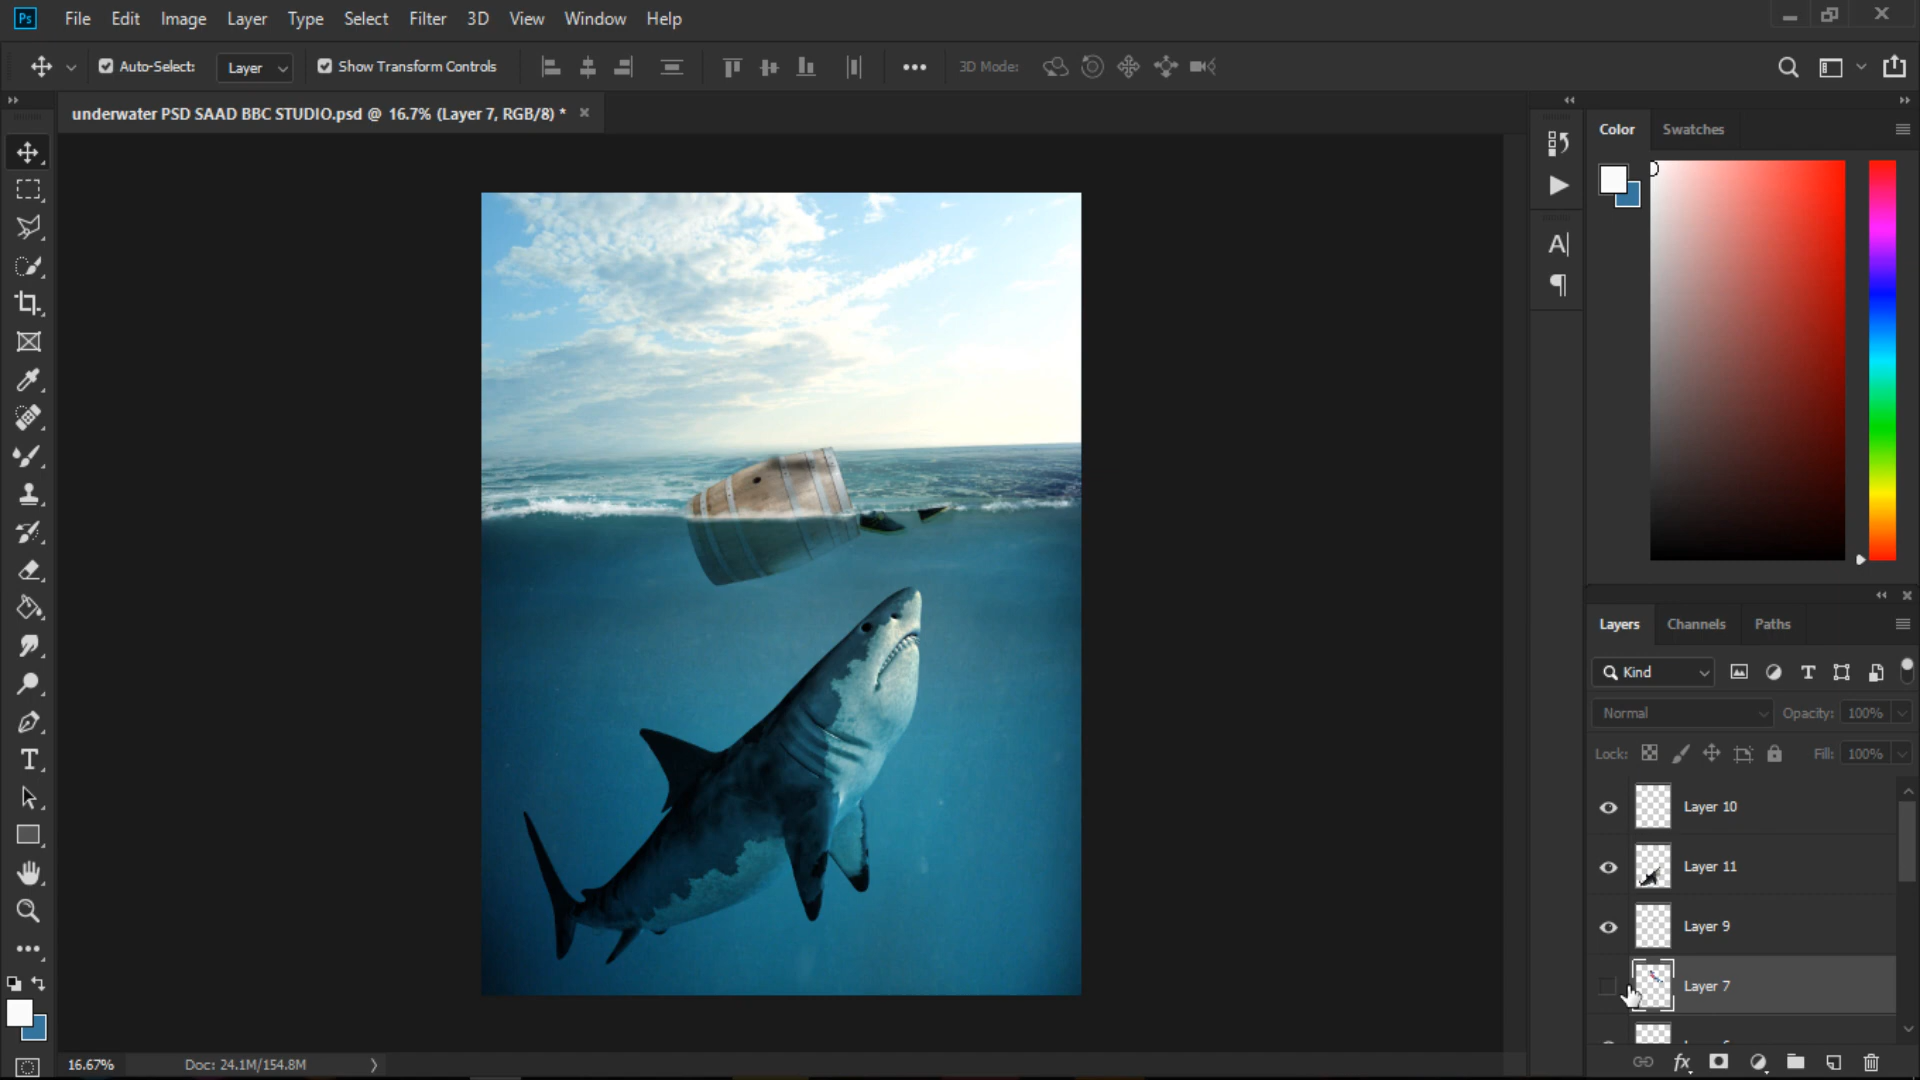 Ps File Edit Image Layer Type Select Filter 3D View Window Help
Auto-Select: Layer Show Transform Controls 3D Mode:
underwater PSD SAAD BBC STUDIO.psd @ 16.7% (Layer 7, RGB/8) *
Color Swatches
Layers Channels Paths
Kind
Normal Opacity: 100%
Lock: Fill: 100%
Layer 10
Layer 11
Layer 9
Layer 7
16.67% Doc: 24.1M/154.8M